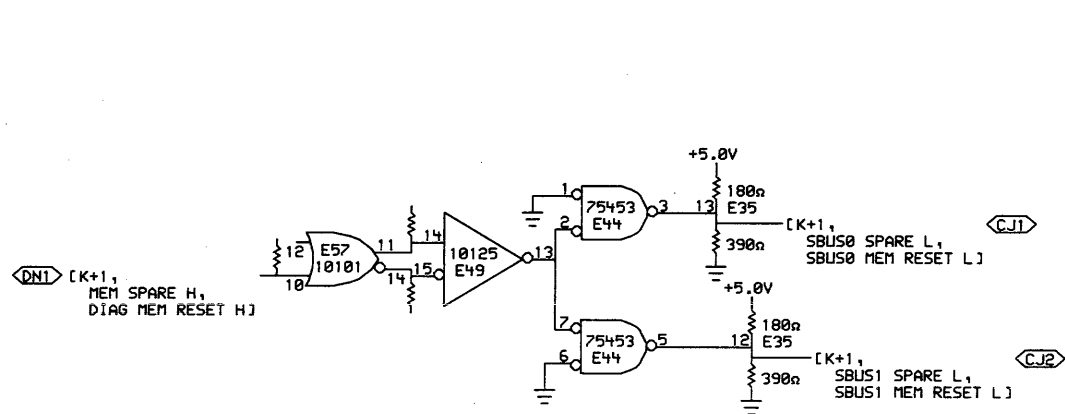 +5.0V
180Ω
13 E35
1
75453
E44
3
2
390Ω
[K+1,
SBUS0 SPARE L,
SBUS0 MEM RESET L]
CJ1
12
E57
10101
11
14
10
14
15
10125
E49
13
DN1 [K+1,
MEM SPARE H,
DIAG MEM RESET H]
+5.0V
180Ω
12 E35
7
75453
E44
5
6
390Ω
[K+1,
SBUS1 SPARE L,
SBUS1 MEM RESET L]
CJ2